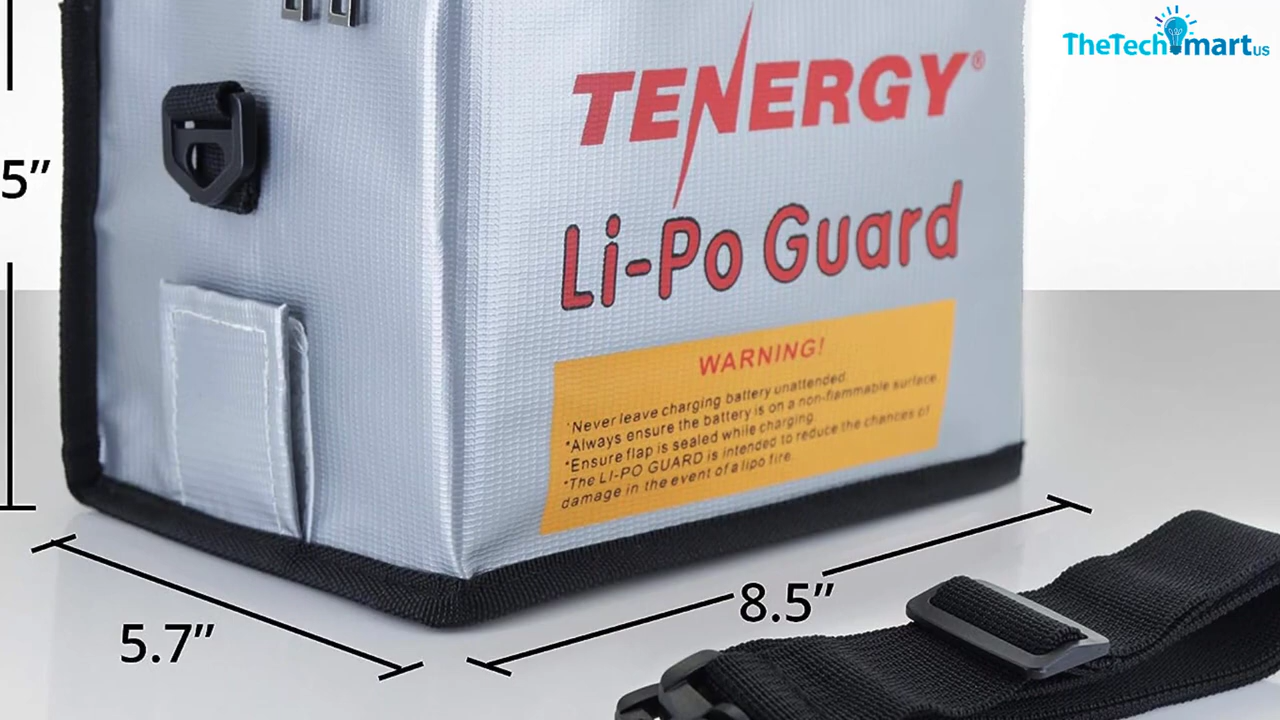 TheTechmartUS
TENERGY®
5”
Li-Po Guard
WARNING!
*Never leave charging battery unattended.
*Always ensure the battery is on a non-flammable surface.
*Ensure flap is sealed while charging.
*The LI-PO GUARD is intended to reduce the chances of
damage in the event of a lipo fire.
8.5”
5.7”